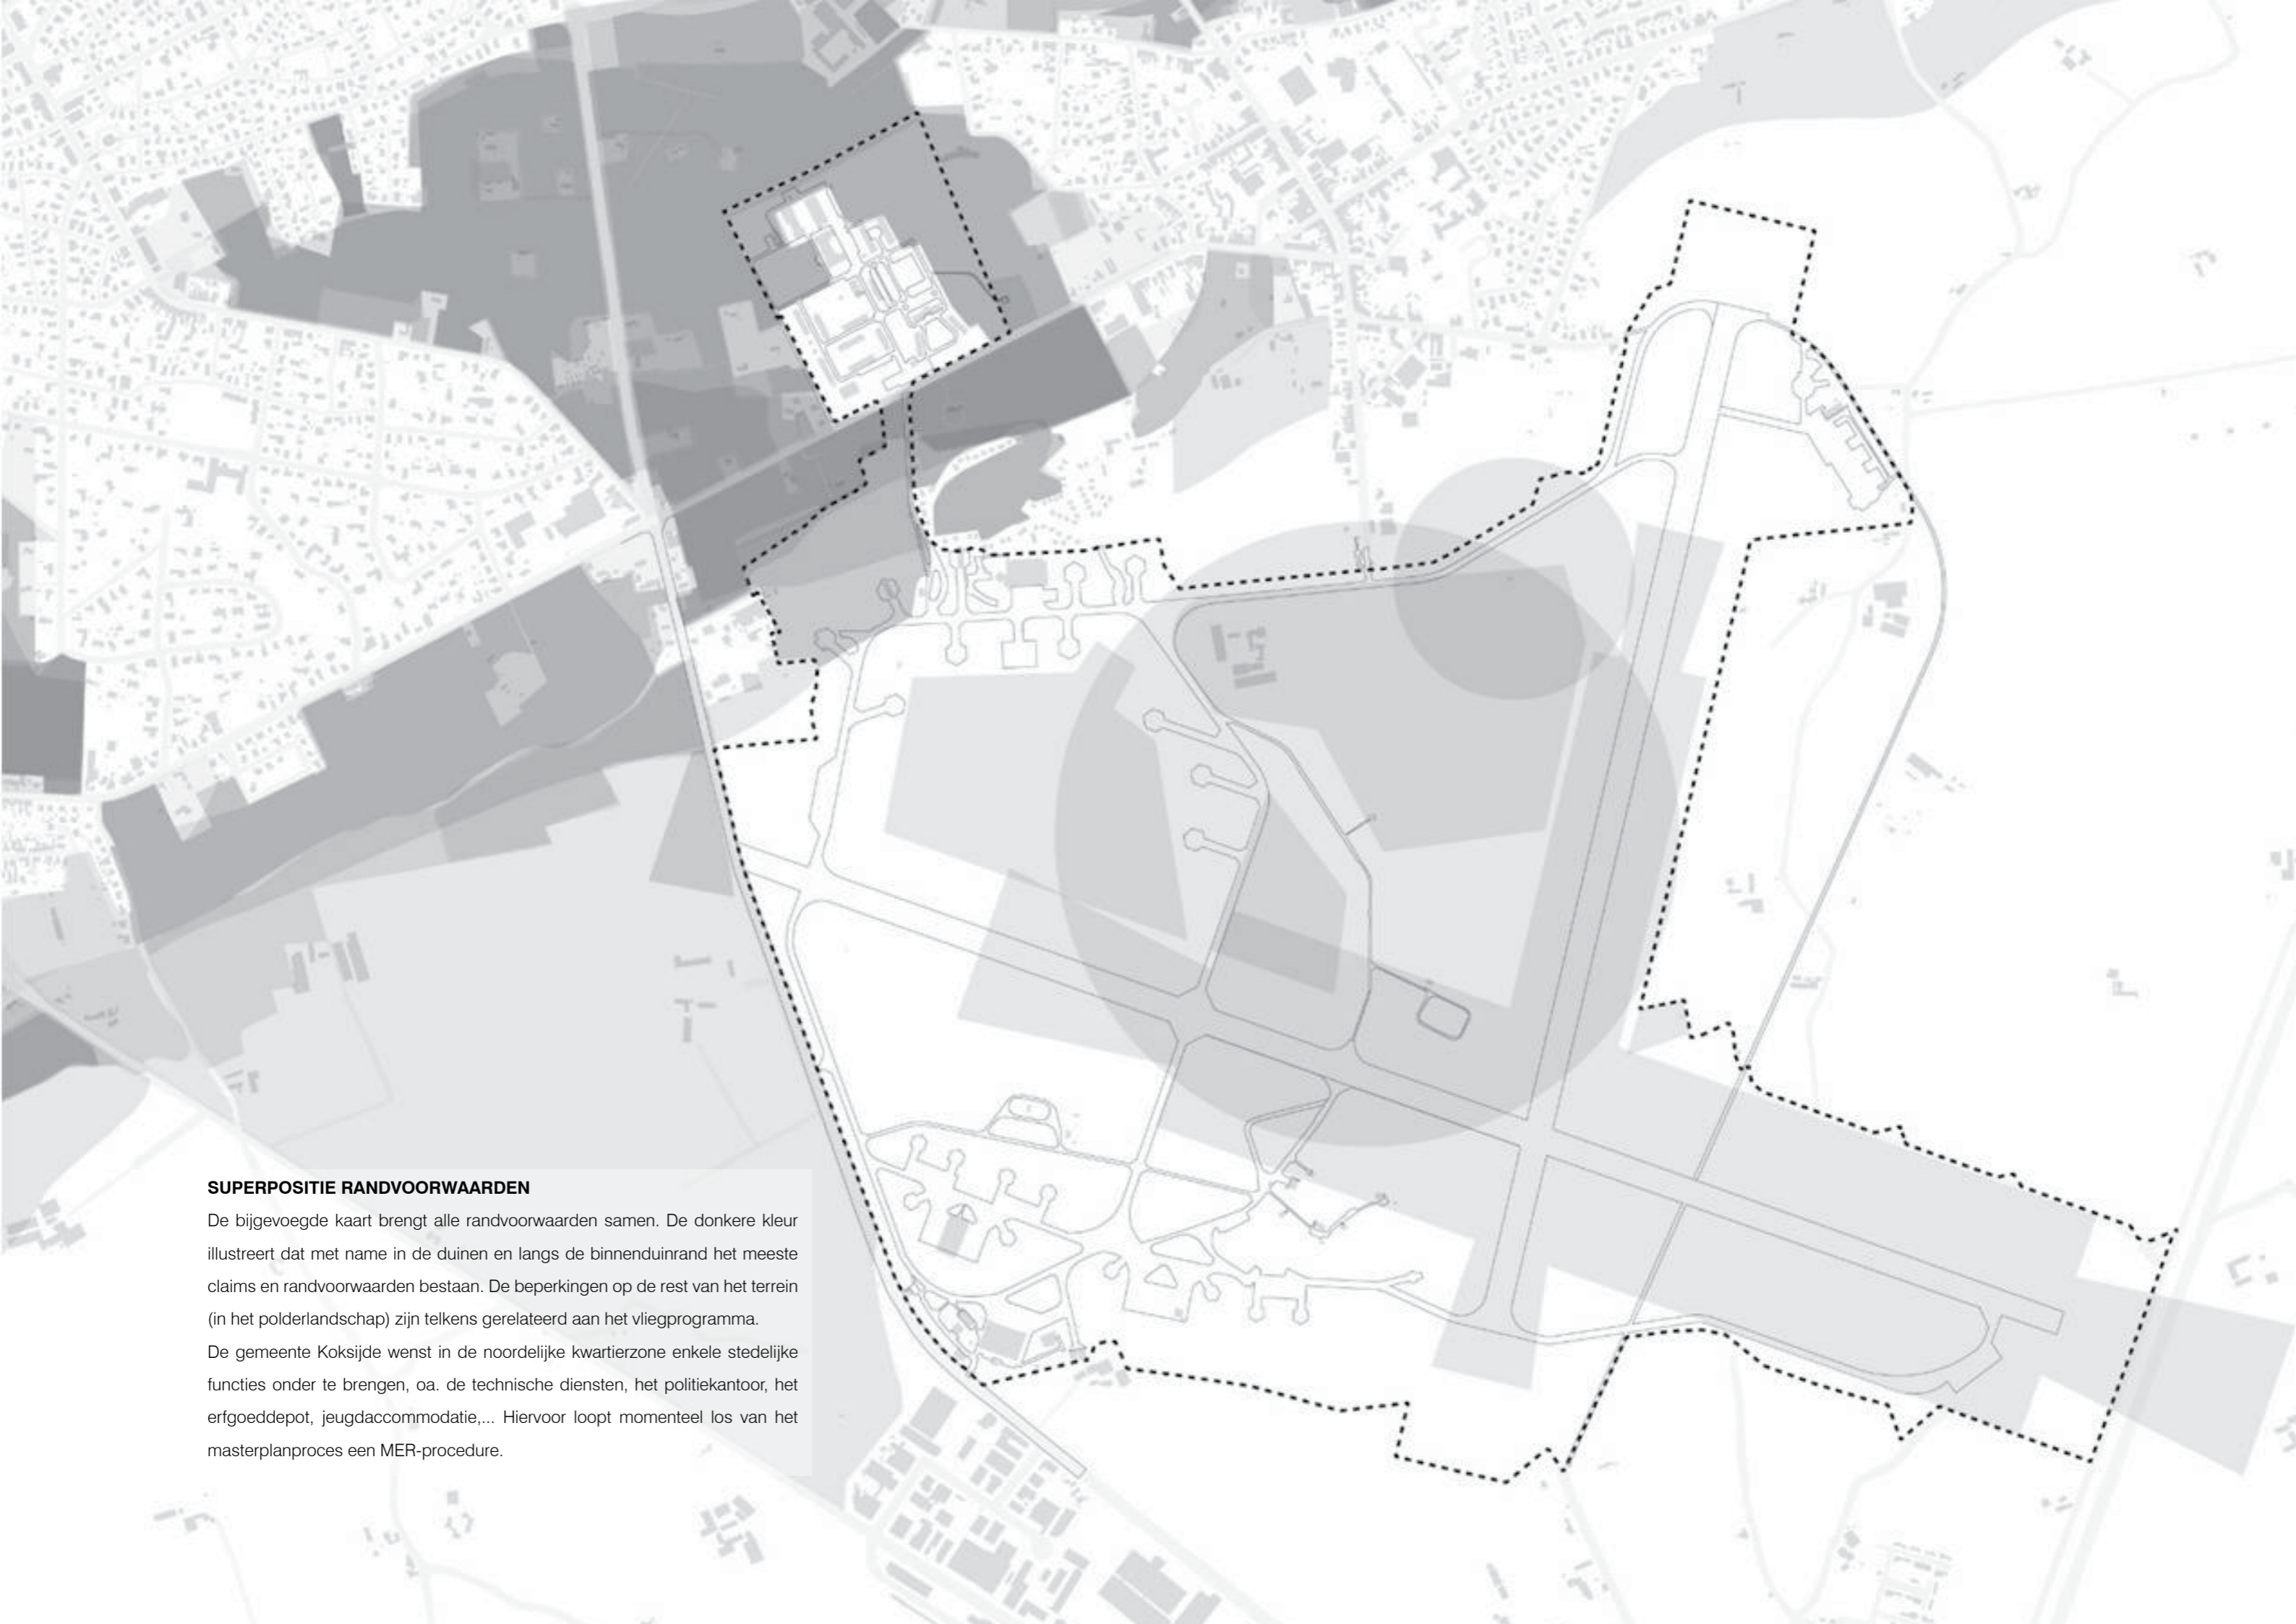 SUPERPOSITIE RANDVOORWAARDEN
De bijgevoegde kaart brengt alle randvoorwaarden samen. De donkere kleur
illustreert dat met name in de duinen en langs de binnenduinrand het meeste
claims en randvoorwaarden bestaan. De beperkingen op de rest van het terrein
(in het polderlandschap) zijn telkens gerelateerd aan het vliegprogramma.
De gemeente Koksijde wenst in de noordelijke kwartierzone enkele stedelijke
functies onder te brengen, oa. de technische diensten, het politiekantoor, het
erfgoeddepot, jeugdaccommodatie,... Hiervoor loopt momenteel los van het
masterplanproces een MER-procedure.